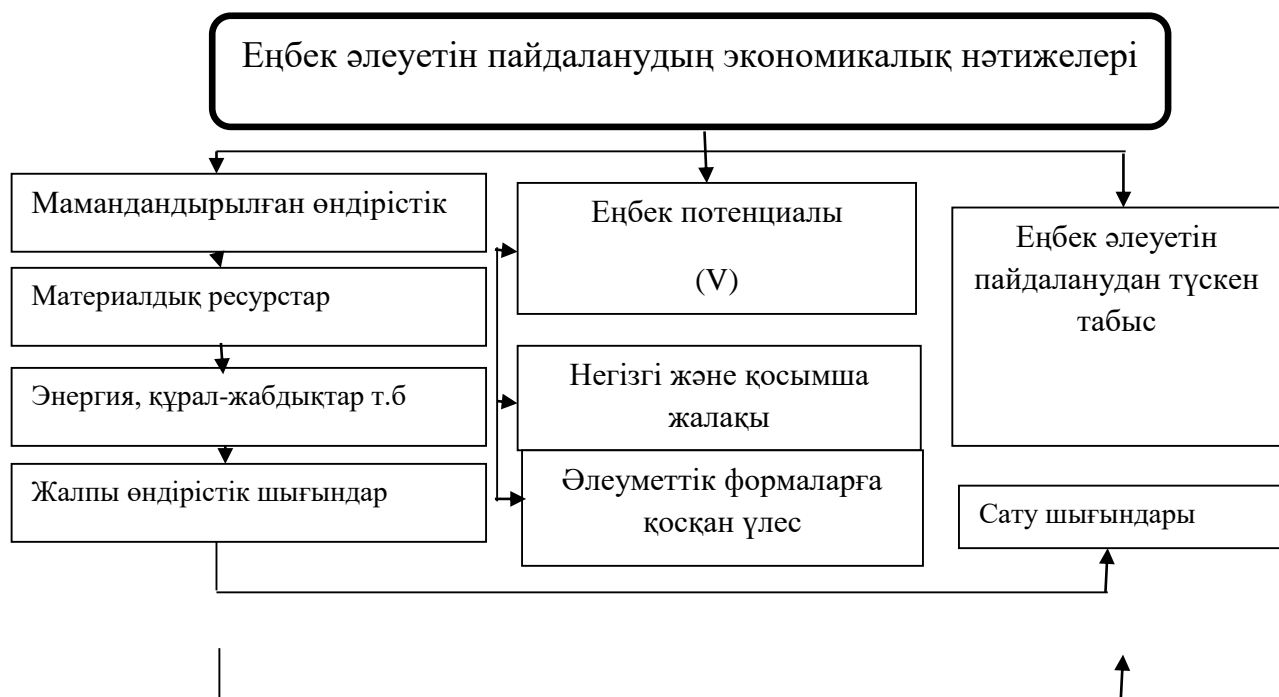 Еңбек әлеуетін пайдаланудың экономикалық нәтижелері
Мамандандырылған өндірістік
Материалдық ресурстар
Энергия, құрал-жабдықтар т.б
Жалпы өндірістік шығындар
Еңбек потенциалы
(V)
Негізгі және қосымша
жалақы
Әлеуметтік формаларға
қосқан үлес
Еңбек әлеуетін
пайдаланудан түскен
табыс
Сату шығындары